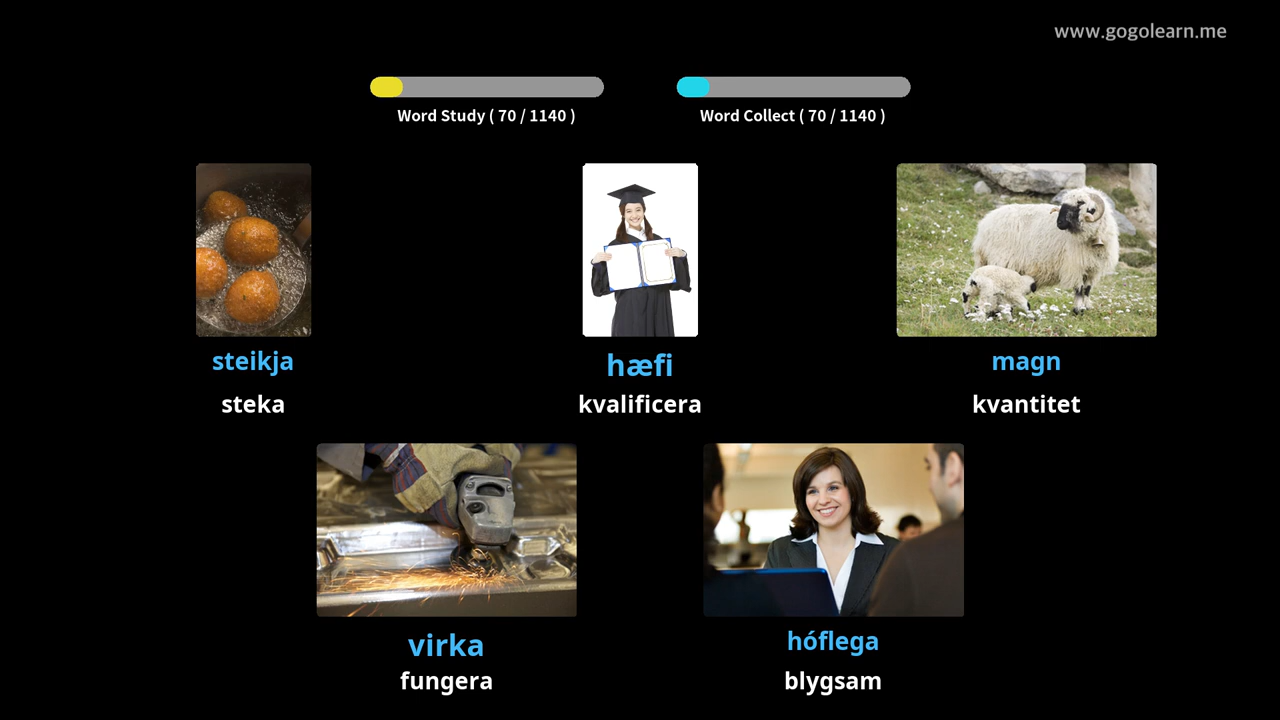 www.gogolearn.me
Word Study ( 70 / 1140 )
Word Collect ( 70 / 1140 )
steikja
steka
hæfi
kvalificera
magn
kvantitet
virka
fungera
hóflega
blygsam